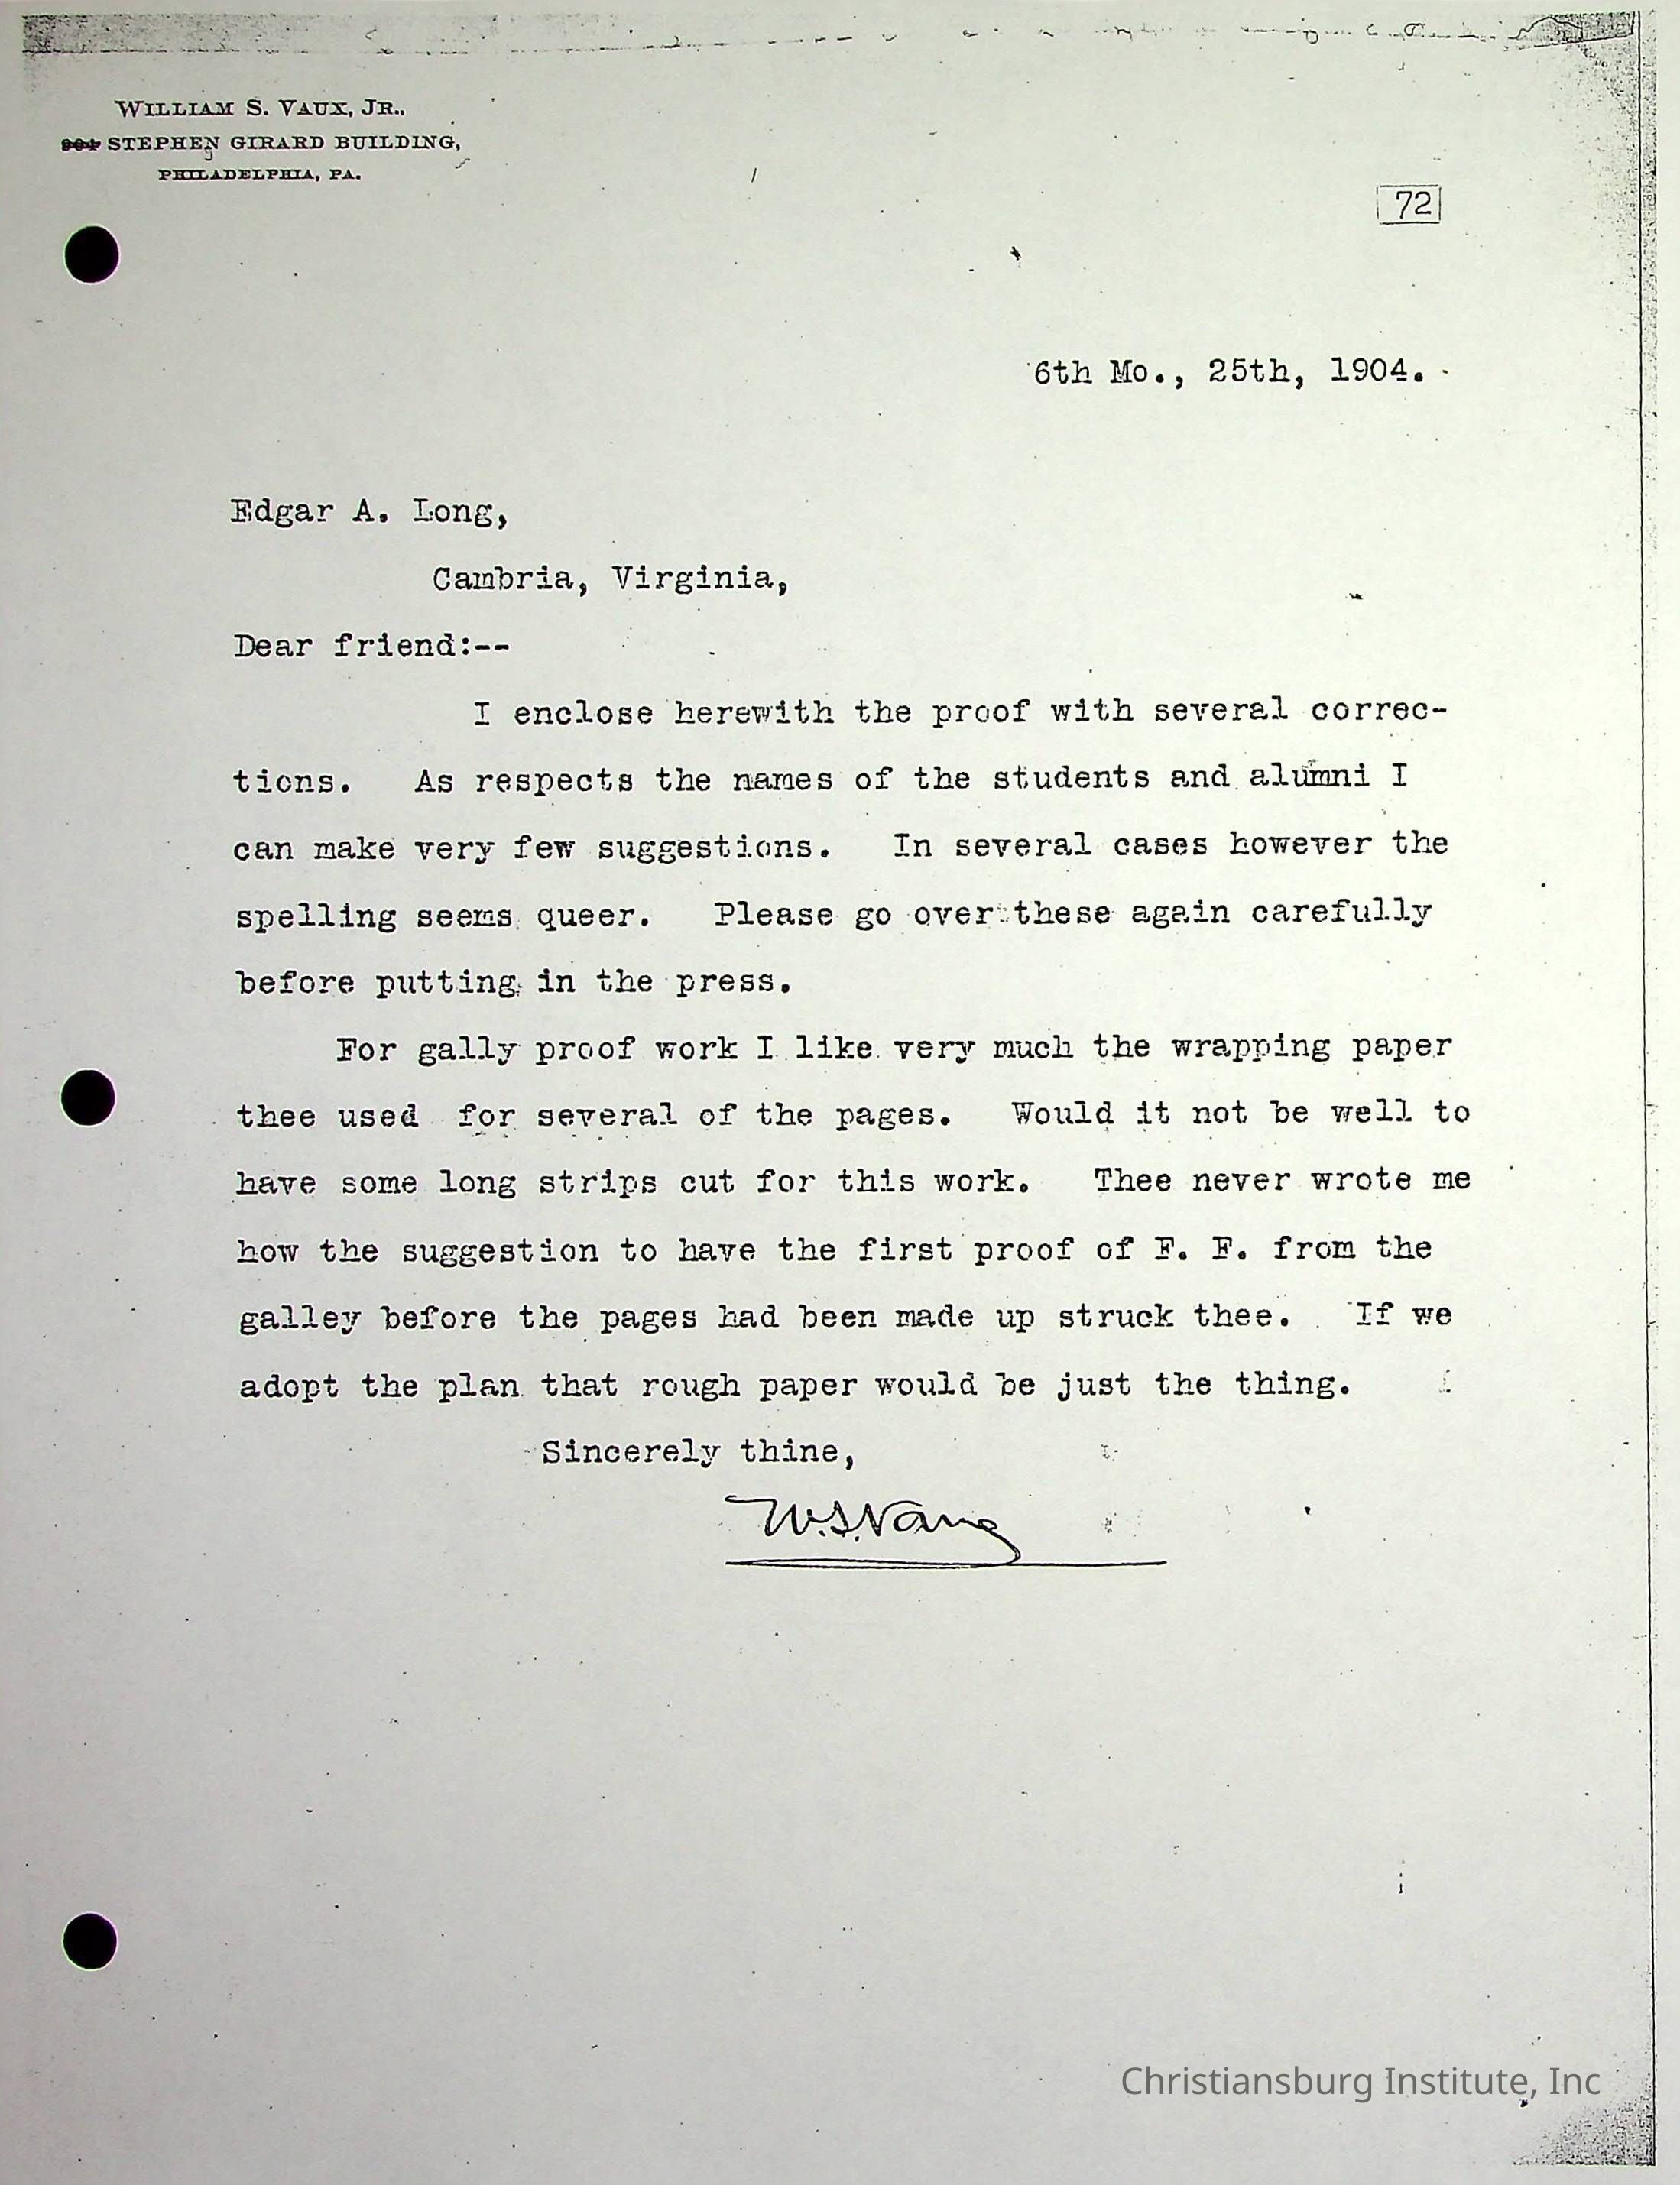 WILLIAM S. VAUX, JR.,
STEPHEN GIRARD BUILDING,
PHILADELPHIA, PA.
72
6th Mo., 25th, 1904.
Edgar A. Long,
Cambria, Virginia,
Dear friend:--
I enclose herewith the proof with several correc-
tions. As respects the names of the students and alumni I
can make very few suggestions. In several cases however the
spelling seems queer. Please go over these again carefully
before putting in the press.
For gally proof work I like very much the wrapping paper
thee used for several of the pages. Would it not be well to
have some long strips cut for this work. Thee never wrote me
how the suggestion to have the first proof of F. F. from the
galley before the pages had been made up struck thee. If we
adopt the plan that rough paper would be just the thing.
Sincerely thine,
W.S. Vaux
Christiansburg Institute, Inc